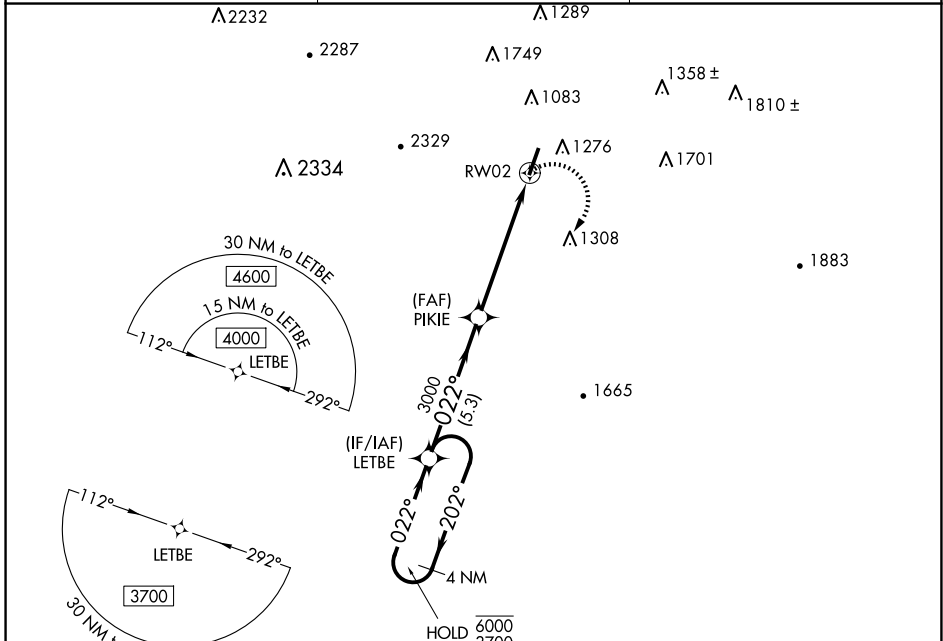 2232
1289
2287
1749
1358 ±
1083
1810 ±
2329
1276
1701
2334
RW02
1308
30 NM to LETBE
1883
4600
(FAF)
PIKIE
15 NM to LETBE
4000
112°
LETBE
292°
3000
022°
(5.3)
1665
(IF/IAF)
LETBE
112°
022°
202°
LETBE
292°
4 NM
3700
30 NM
HOLD 6000